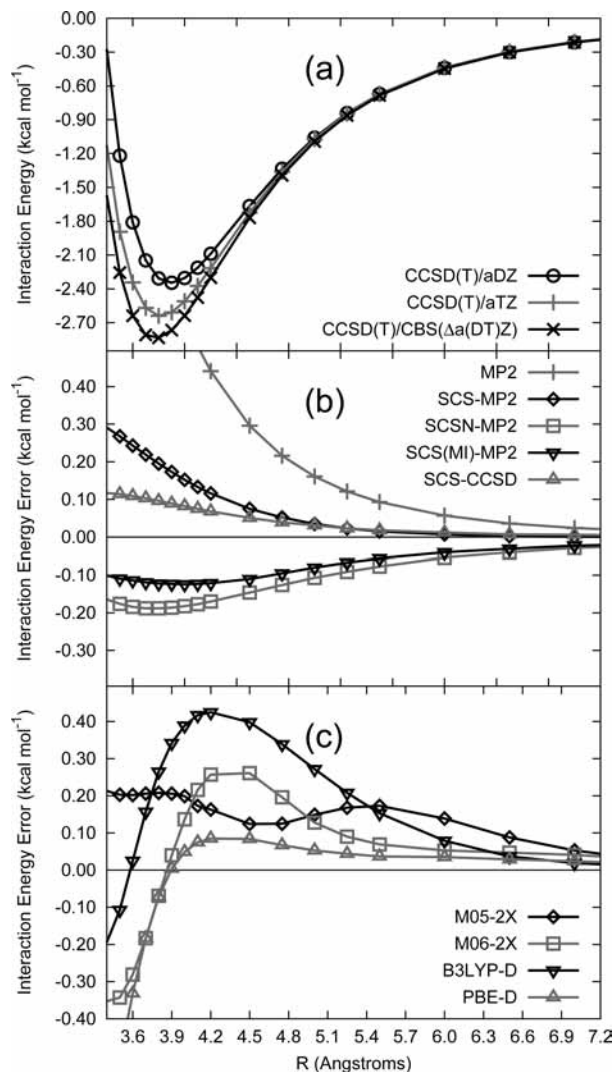 0.00
-0.30
-0.60
-0.90
-1.20
-1.50
-1.80
-2.10
-2.40
-2.70
Interaction Energy (kcal mol⁻¹)
(a)
CCSD(T)/aDZ
CCSD(T)/aTZ
CCSD(T)/CBS(Δa(DT)Z)
0.40
0.30
0.20
0.10
0.00
-0.10
-0.20
-0.30
Interaction Energy Error (kcal mol⁻¹)
(b)
MP2
SCS-MP2
SCSN-MP2
SCS(MI)-MP2
SCS-CCSD
0.40
0.30
0.20
0.10
0.00
-0.10
-0.20
-0.30
-0.40
Interaction Energy Error (kcal mol⁻¹)
(c)
M05-2X
M06-2X
B3LYP-D
PBE-D
3.6 3.9 4.2 4.5 4.8 5.1 5.4 5.7 6.0 6.3 6.6 6.9 7.2
R (Angstroms)